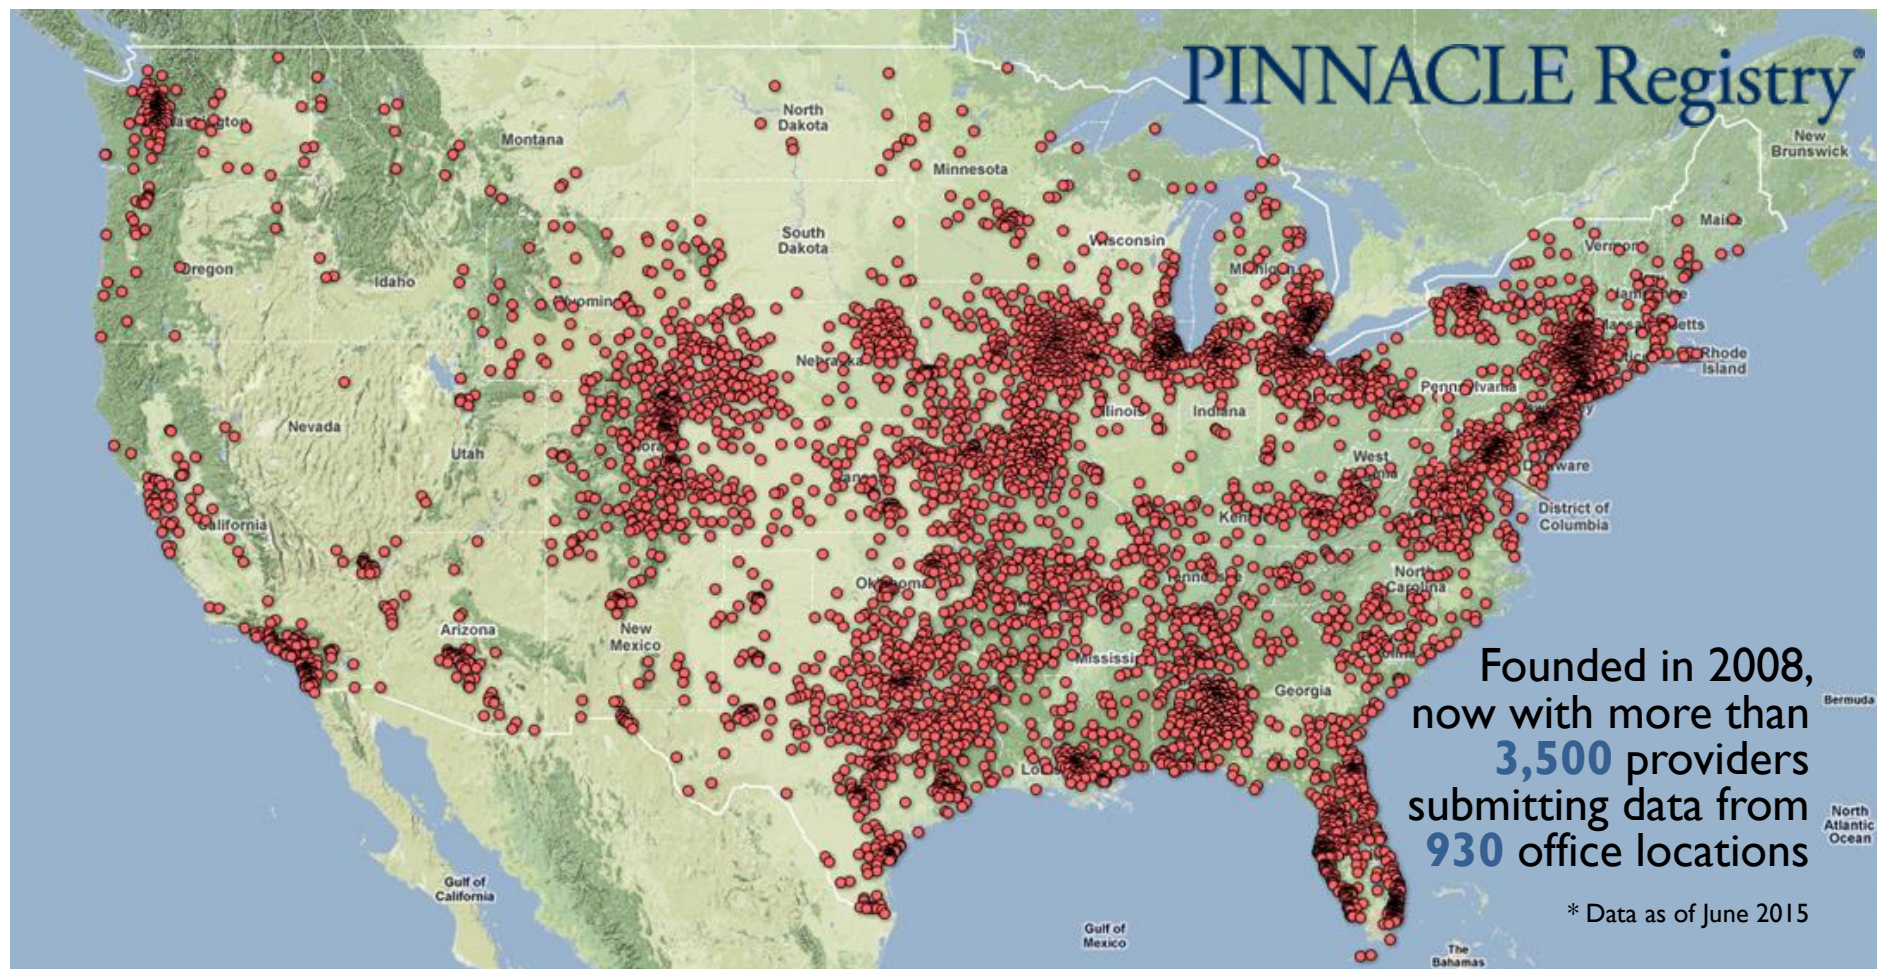 PINNACLE Registry®
North
Dakota
Montana
Minnesota
New
Brunswick
South
Dakota
Wisconsin
Maine
Vermont
Oregon
Idaho
Rhode
Island
Pennsylvania
Illinois
Indiana
Nevada
Utah
West
District of
Columbia
California
Oklahoma
North
Carolina
Arizona
New
Mexico
Mississippi
Georgia
Founded in 2008,
now with more than
3,500 providers
submitting data from
930 office locations
* Data as of June 2015
Bermuda
North
Atlantic
Ocean
Gulf of
California
Gulf of
Mexico
The
Bahamas